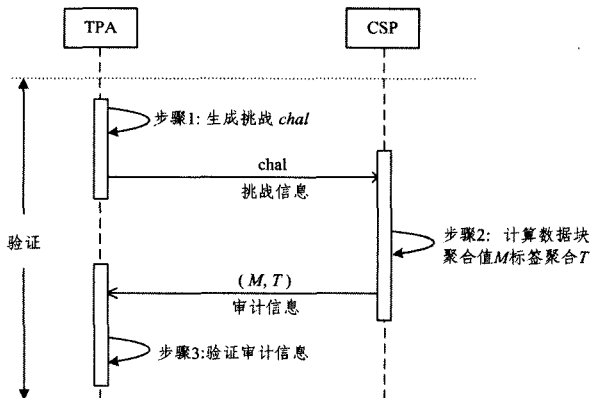 TPA
CSP
步骤1: 生成挑战 chal
chal
挑战信息
步骤2: 计算数据块
聚合值M标签聚合T
验证
( M, T )
审计信息
步骤3:验证审计信息